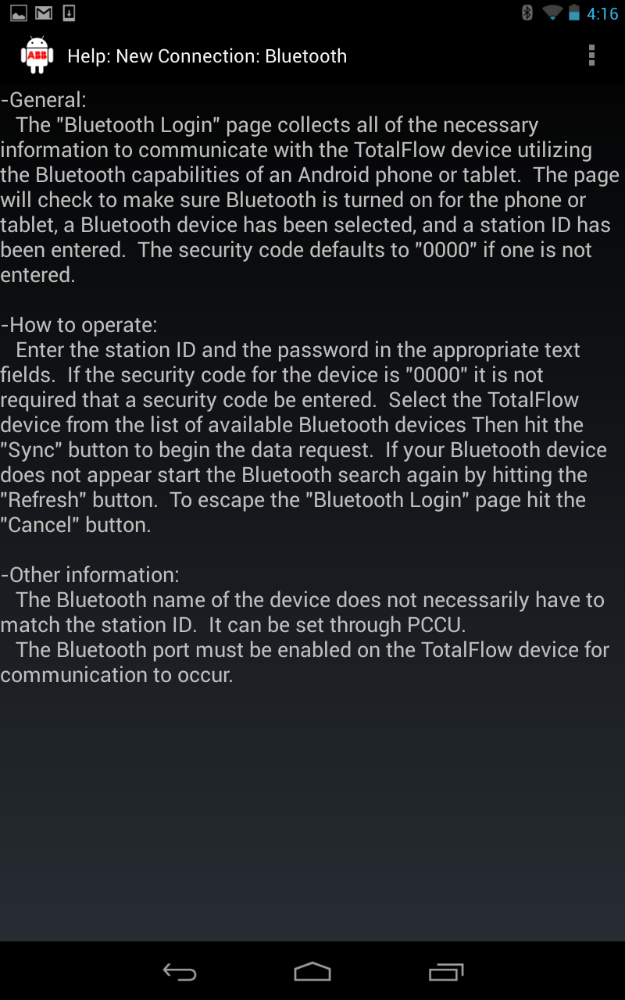 4:16
ABB
Help: New Connection: Bluetooth
-General:
The "Bluetooth Login" page collects all of the necessary
information to communicate with the TotalFlow device utilizing
the Bluetooth capabilities of an Android phone or tablet.  The page
will check to make sure Bluetooth is turned on for the phone or
tablet, a Bluetooth device has been selected, and a station ID has
been entered.  The security code defaults to "0000" if one is not
entered.
-How to operate:
Enter the station ID and the password in the appropriate text
fields.  If the security code for the device is "0000" it is not
required that a security code be entered.  Select the TotalFlow
device from the list of available Bluetooth devices Then hit the
"Sync" button to begin the data request.  If your Bluetooth device
does not appear start the Bluetooth search again by hitting the
"Refresh" button.  To escape the "Bluetooth Login" page hit the
"Cancel" button.
-Other information:
The Bluetooth name of the device does not necessarily have to
match the station ID.  It can be set through PCCU.
The Bluetooth port must be enabled on the TotalFlow device for
communication to occur.